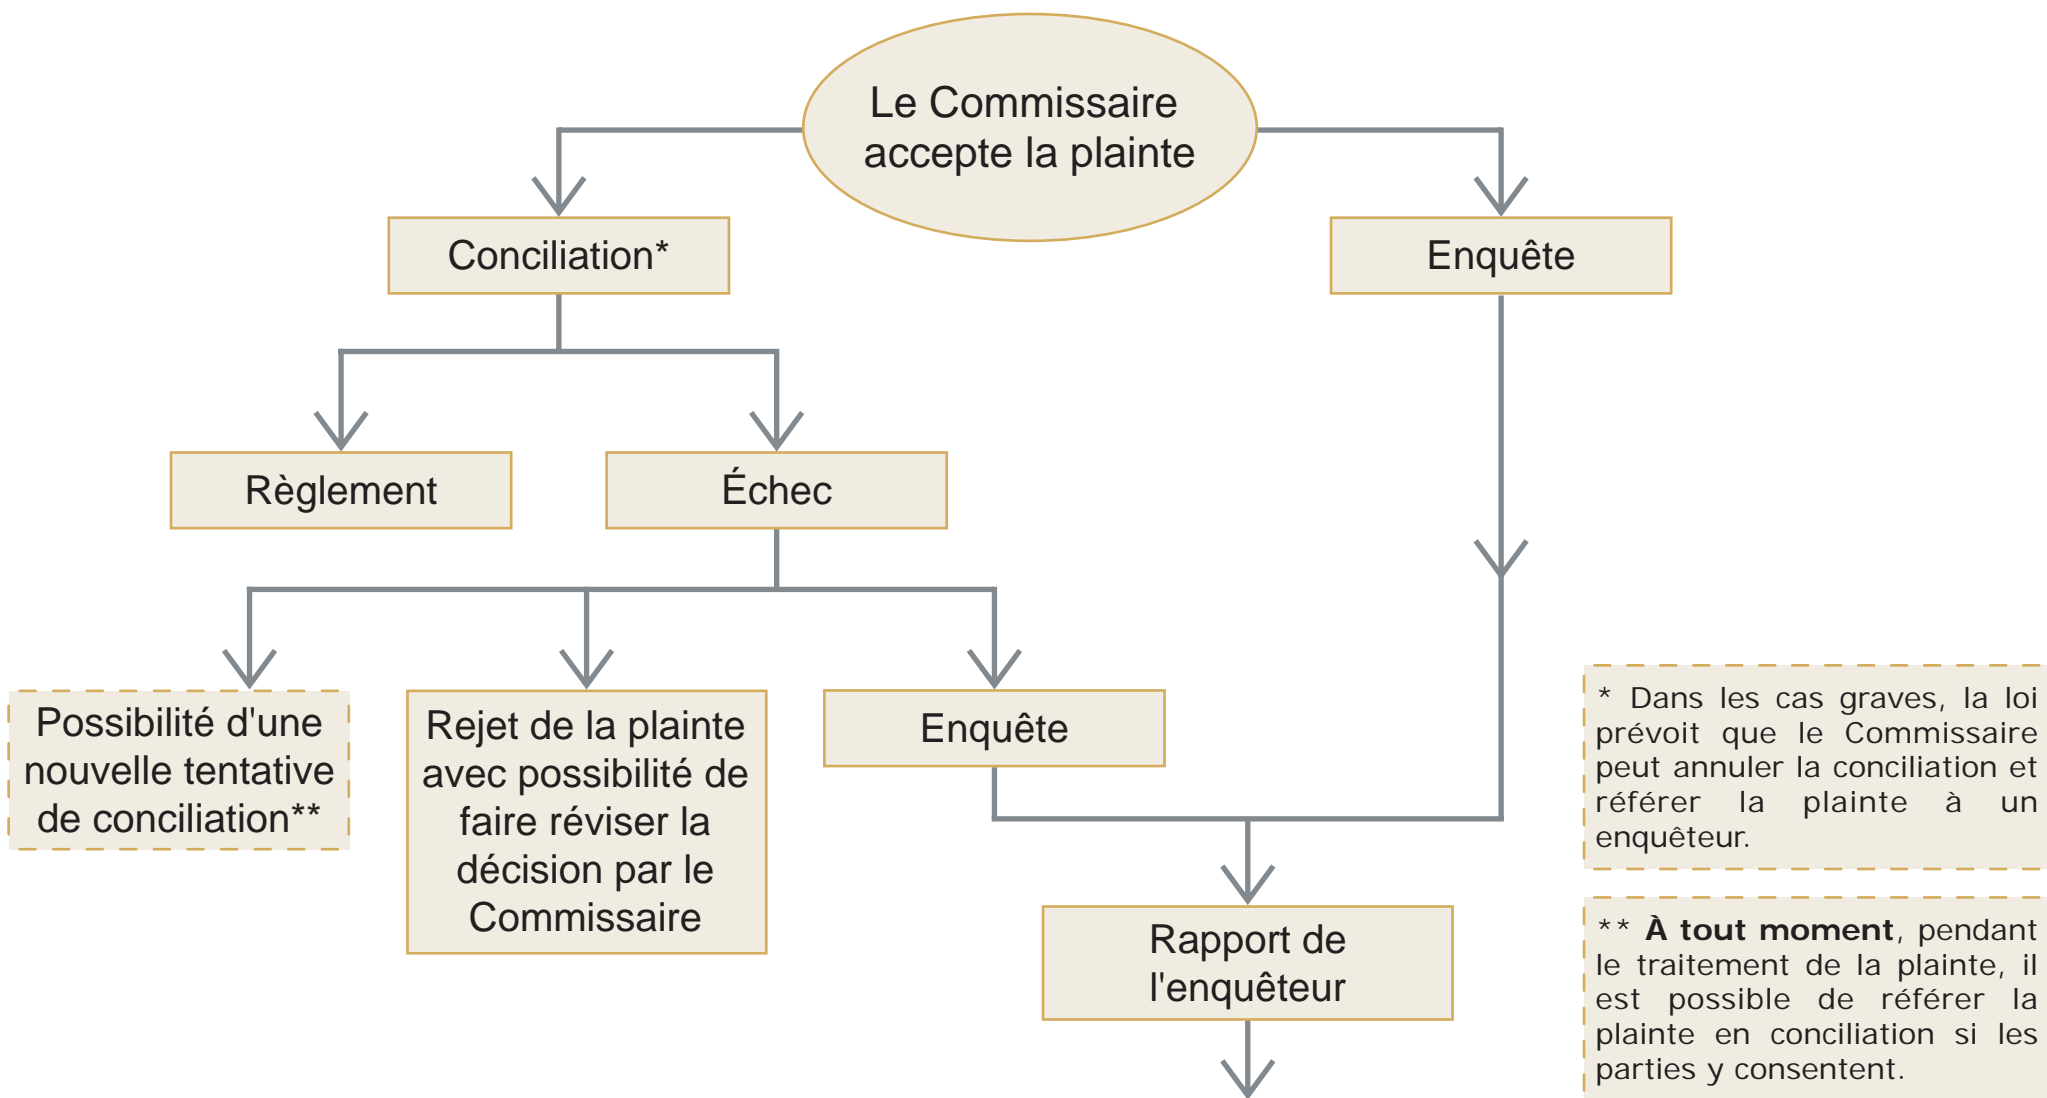 Le Commissaire
accepte la plainte
Conciliation*
Enquête
Règlement
Échec
Possibilité d'une
nouvelle tentative
de conciliation**
Rejet de la plainte
avec possibilité de
faire réviser la
décision par le
Commissaire
Enquête
Rapport de
l'enquêteur
* Dans les cas graves, la loi
prévoit que le Commissaire
peut annuler la conciliation et
référer la plainte à un
enquêteur.
** À tout moment, pendant
le traitement de la plainte, il
est possible de référer la
plainte en conciliation si les
parties y consentent.